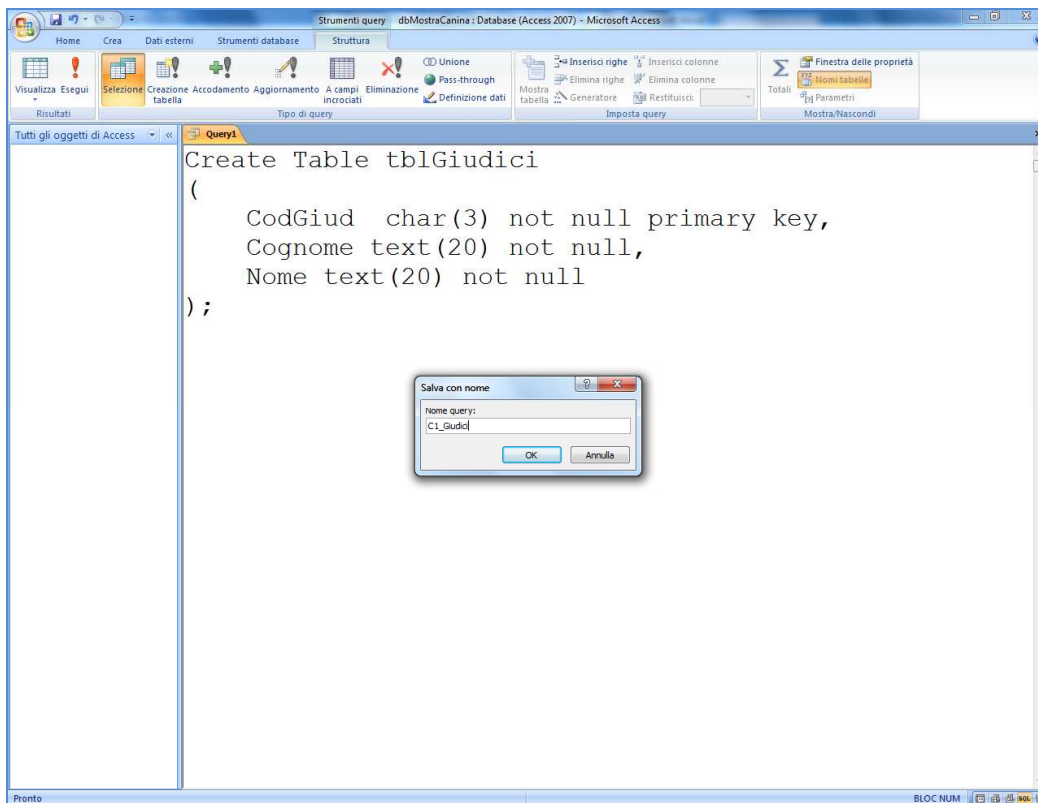 Strumenti query dbMostraCanina : Database (Access 2007) - Microsoft Access
Home Crea Dati esterni Strumenti database Struttura
Visualizza Esegui
Risultati
Selezione Creazione tabella Accodamento Aggiornamento A campi incrociati Eliminazione
Unione
Pass-through
Definizione dati
Tipo di query
Mostra tabella
Inserisci righe
Elimina righe
Generatore
Inserisci colonne
Elimina colonne
Restituisci:
Imposta query
Totali
Finestra delle proprietà
Nomi tabelle
Parametri
Mostra/Nascondi
Tutti gli oggetti di Access
Query1
Create Table tblGiudici
(
CodGiud char(3) not null primary key,
Cognome text(20) not null,
Nome text(20) not null
);
Salva con nome
Nome query:
C1_Giudici
OK Annulla
Pronto
BLOC NUM
SQL